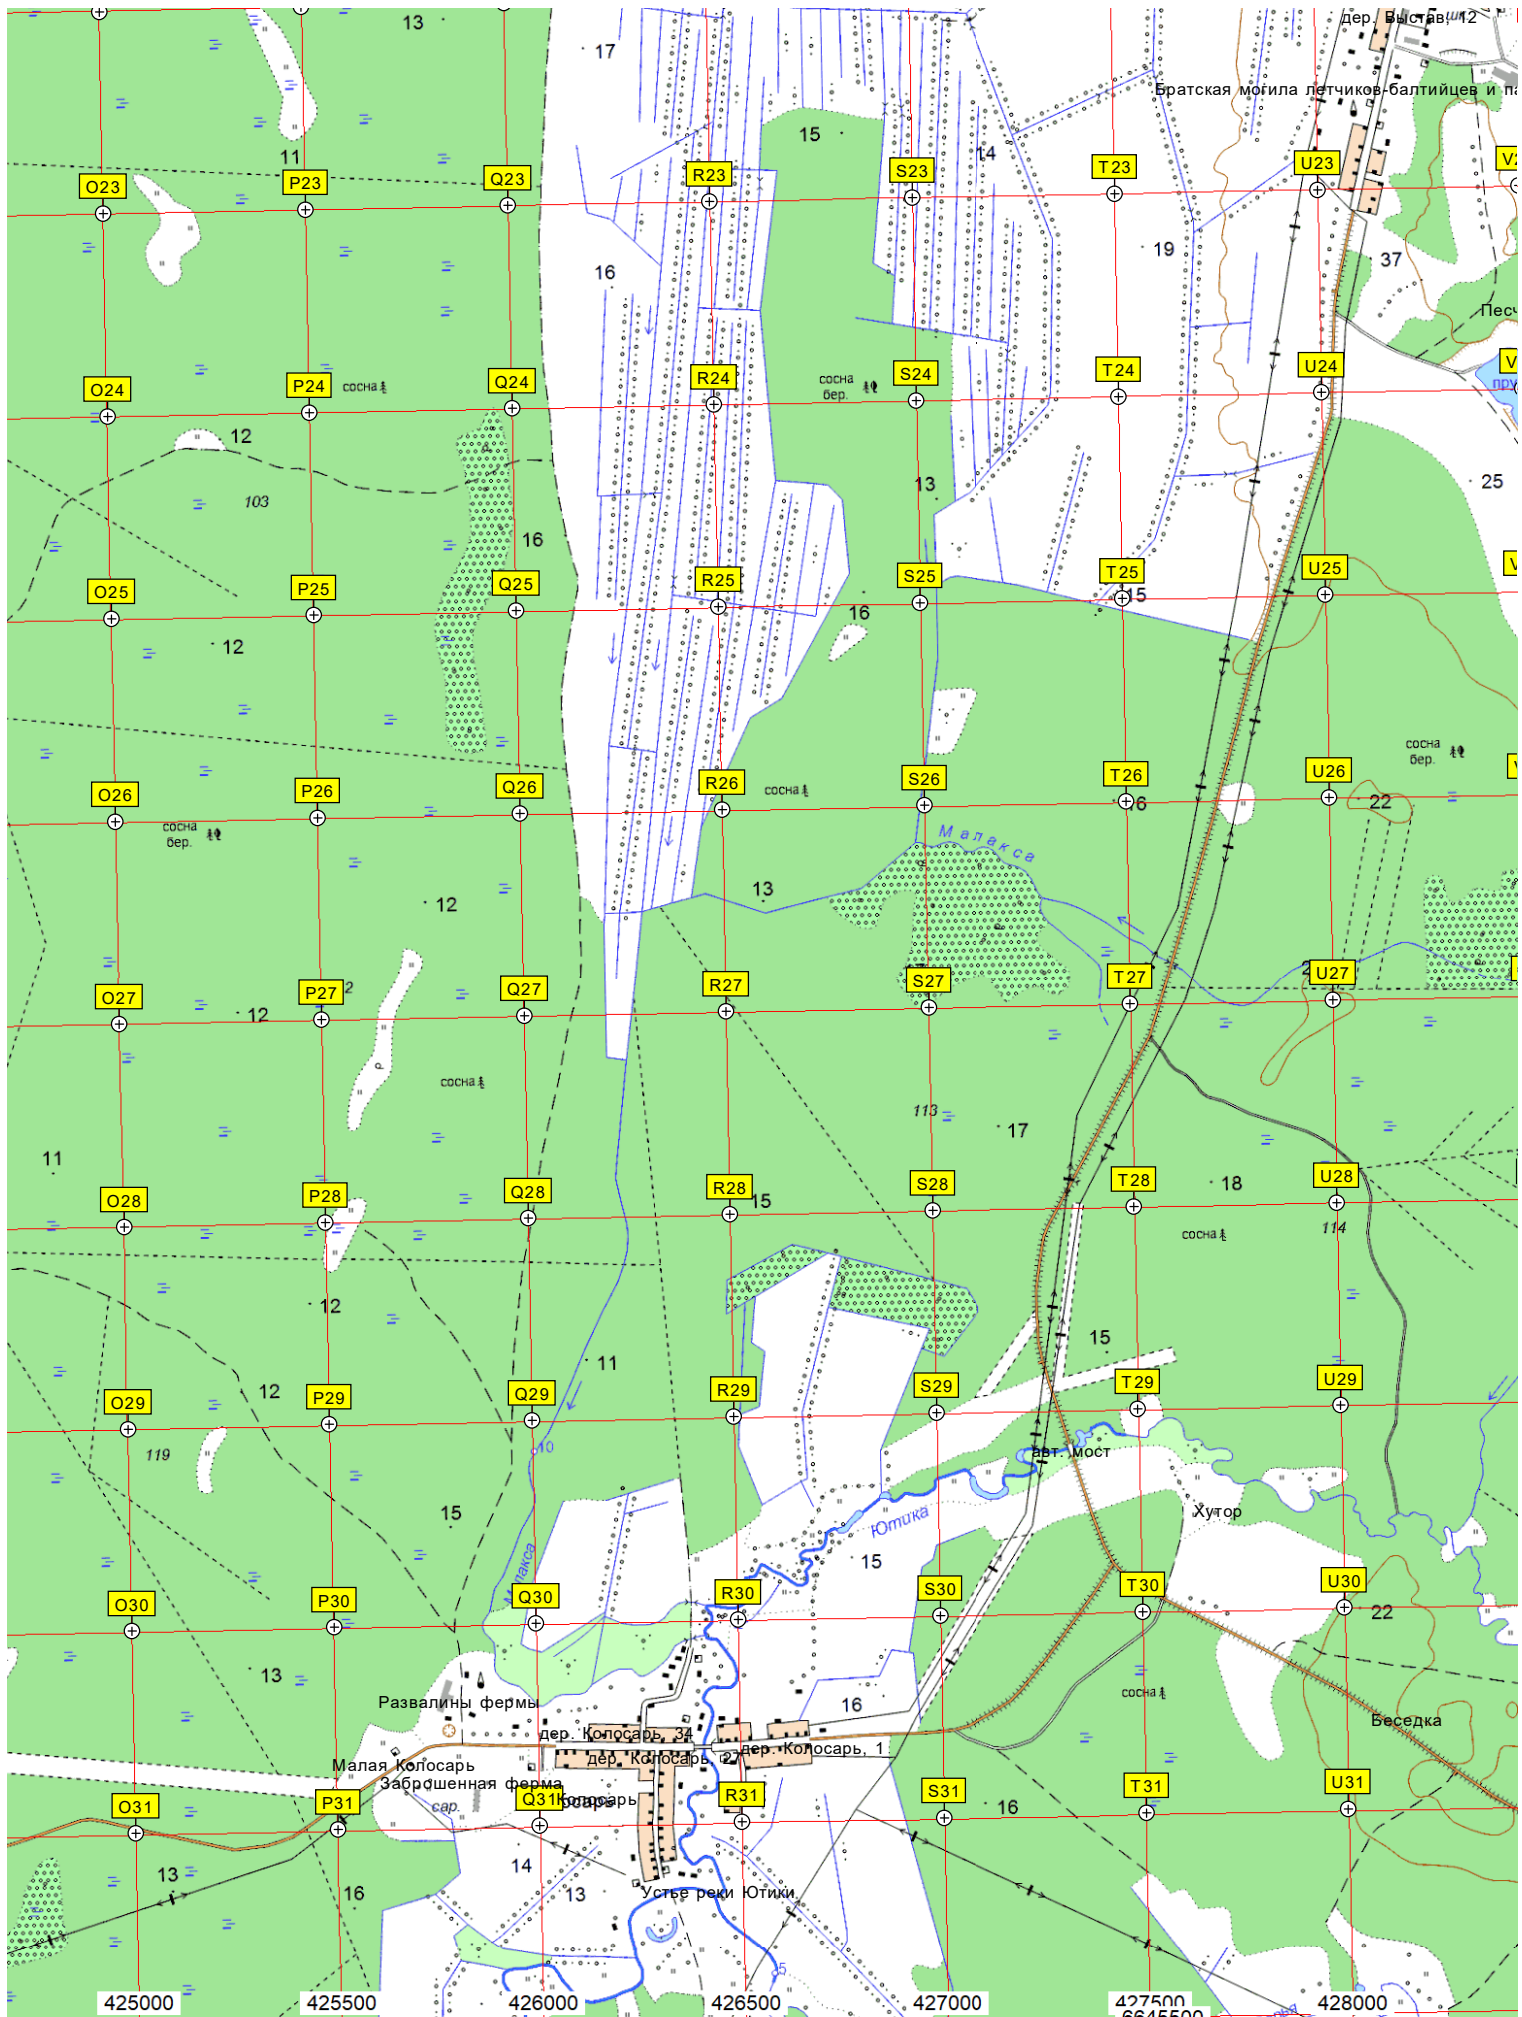 13
17
дер. Выстав, 12
Братская могила летчиков-балтийцев и па
15
14
11
O23
P23
Q23
R23
S23
T23
U23
16
19
37
Песч
O24
P24
Q24
R24
S24
T24
U24
сосна
сосна
бер.
пру
12
103
13
25
16
O25
P25
Q25
R25
S25
T25
U25
15
16
12
O26
P26
Q26
R26
S26
T26
U26
сосна
сосна
бер.
22
сосна
бер.
Малакса
13
12
O27
P27
Q27
R27
S27
T27
U27
12
сосна
113
17
11
O28
P28
Q28
R28
S28
T28
U28
15
18
114
сосна
12
11
15
12
O29
P29
Q29
R29
S29
T29
U29
119
10
авт. мост
15
Ютика
Хутор
15
O30
P30
Q30
R30
S30
T30
U30
22
13
сосна
Развалины фермы
16
дер. Колосарь, 34
Беседка
дер. Колосарь, 1
Малая Колосарь
Заброшенная ферма
сар.
Колосарь
O31
P31
Q31
R31
S31
T31
U31
16
13
14
13
16
Устье реки Ютики
5
425000
425500
426000
426500
427000
427500
428000
6645500